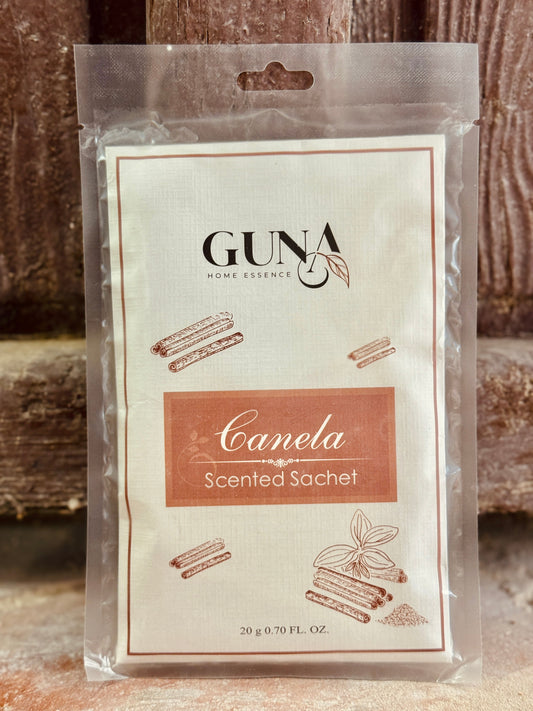 GUNA
HOME ESSENCE
Canela
Scented Sachet
20 g 0.70 FL. OZ.